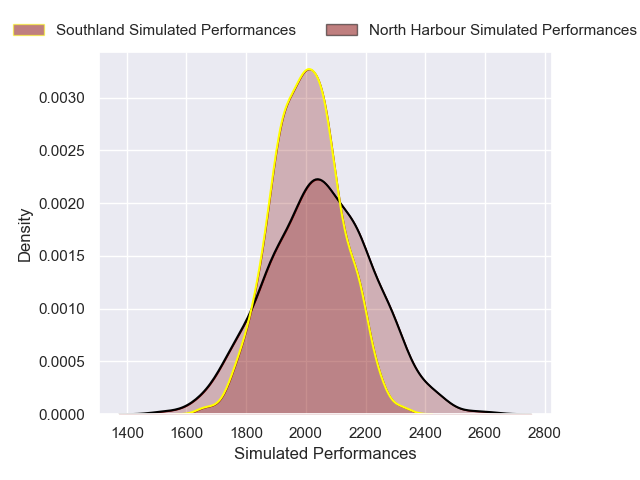 Southland Simulated Performances North Harbour Simulated Performances
0.0030
0.0025
0.0020
0.0015
0.0010
0.0005
0.0000
Density
1400 1600 1800 2000 2200 2400 2600 2800
Simulated Performances